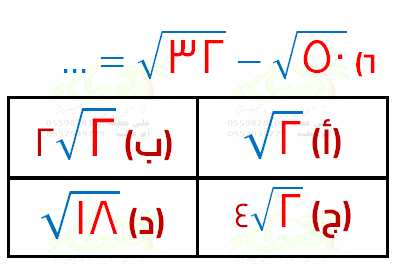 ٦) √٥٠ − √٣٢ = ...
(أ) √٢
(ب) ٢√٢
(ج) ٤√٢
(د) √١٨